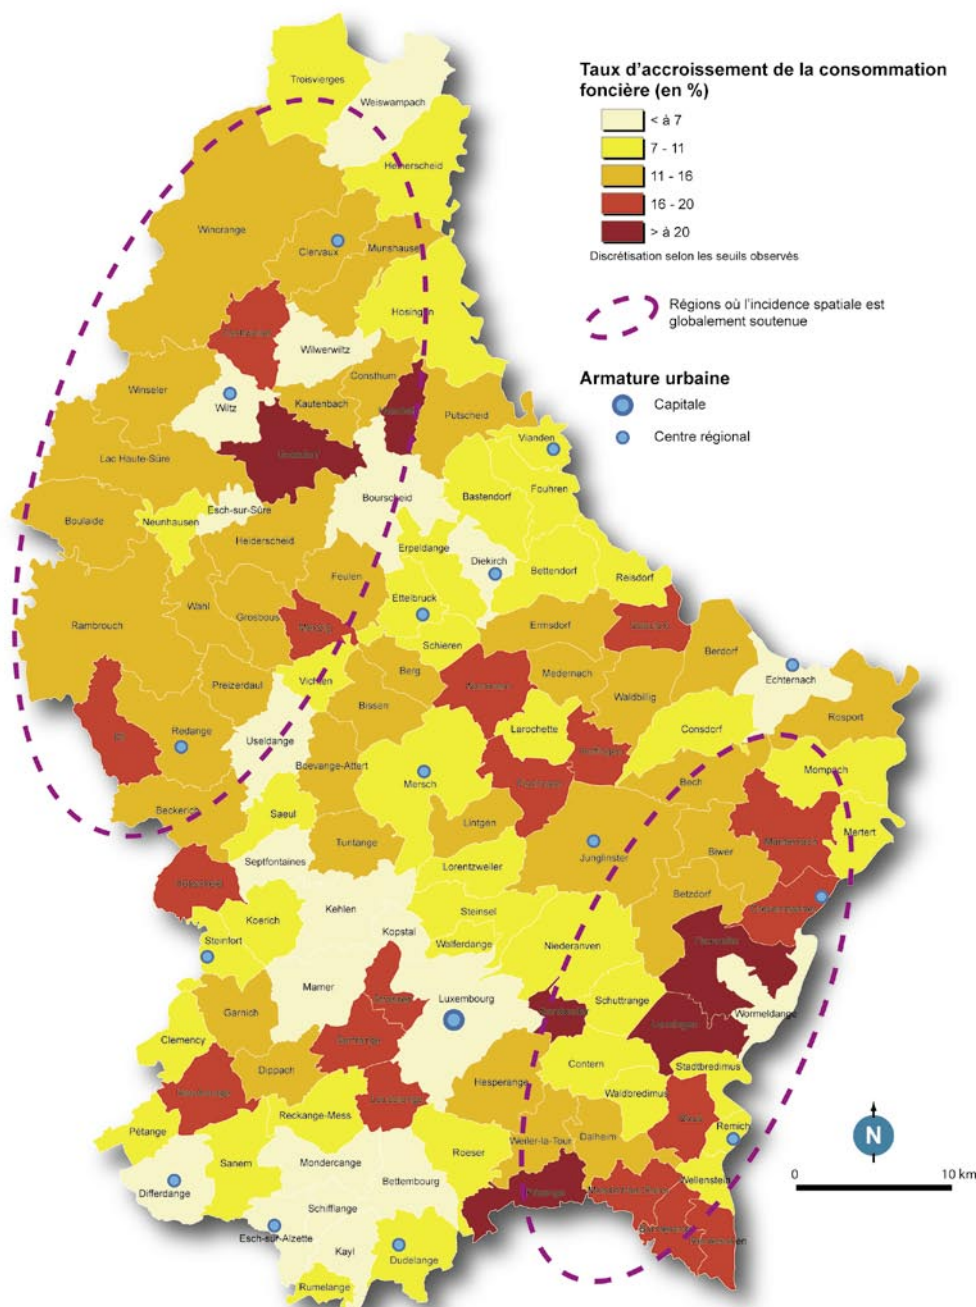 Taux d'accroissement de la consommation
foncière (en %)
< à 7
7 - 11
11 - 16
16 - 20
> à 20
Discrétisation selon les seuils observés
Régions où l'incidence spatiale est
globalement soutenue
Armature urbaine
Capitale
Centre régional
Troisvierges
Weiswampach
Heinerscheid
Wincrange
Clervaux
Munshausen
Hosingen
Wilwerwiltz
Consthum
Winseler
Wiltz
Kautenbach
Putscheid
Vianden
Lac Haute-Sûre
Fouhren
Bastendorf
Bourscheid
Esch-sur-Sûre
Neunhausen
Boulaide
Heiderscheid
Erpeldange
Diekirch
Bettendorf
Reisdorf
Feulen
Ettelbruck
Wahl
Grosbous
Rambrouch
Ermsdorf
Schieren
Berdorf
Berg
Medernach
Echternach
Vichten
Preizerdaul
Waldbillig
Bissen
Rosport
Redange
Larochette
Consdorf
Useldange
Boevange-Attert
Mompach
Mersch
Bech
Beckerich
Saeul
Lintgen
Mertert
Tuntange
Junglinster
Biwer
Septfontaines
Lorentzweiler
Betzdorf
Kehlen
Steinsel
Koerich
Kopstal
Walferdange
Steinfort
Niederanven
Mamer
Luxembourg
Schuttrange
Garnich
Wormeldange
Clemency
Contern
Stadtbredimus
Dippach
Hesperange
Waldbredimus
Reckange-Mess
Pétange
Remich
Dalheim
Weiler-la-Tour
Roeser
Mondercange
Sanem
Bettembourg
Wellenstein
Differdange
Schifflange
Esch-sur-Alzette
Kayl
Dudelange
Rumelange
N
0 10 km